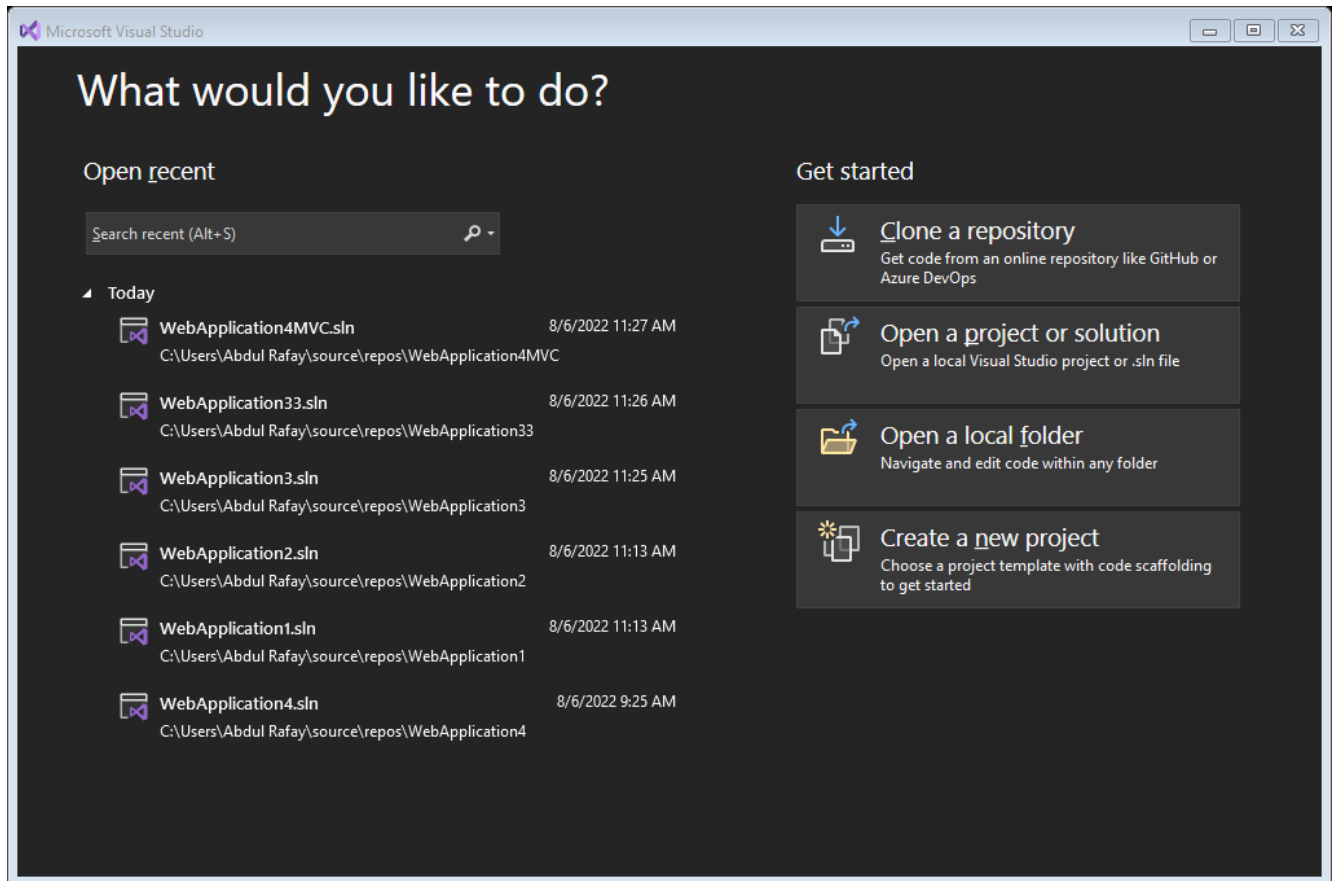 Microsoft Visual Studio
What would you like to do?
Open recent
Search recent (Alt+S)
Today
WebApplication4MVC.sln 8/6/2022 11:27 AM
C:\Users\Abdul Rafay\source\repos\WebApplication4MVC
WebApplication33.sln 8/6/2022 11:26 AM
C:\Users\Abdul Rafay\source\repos\WebApplication33
WebApplication3.sln 8/6/2022 11:25 AM
C:\Users\Abdul Rafay\source\repos\WebApplication3
WebApplication2.sln 8/6/2022 11:13 AM
C:\Users\Abdul Rafay\source\repos\WebApplication2
WebApplication1.sln 8/6/2022 11:13 AM
C:\Users\Abdul Rafay\source\repos\WebApplication1
WebApplication4.sln 8/6/2022 9:25 AM
C:\Users\Abdul Rafay\source\repos\WebApplication4
Get started
Clone a repository
Get code from an online repository like GitHub or
Azure DevOps
Open a project or solution
Open a local Visual Studio project or .sln file
Open a local folder
Navigate and edit code within any folder
Create a new project
Choose a project template with code scaffolding
to get started